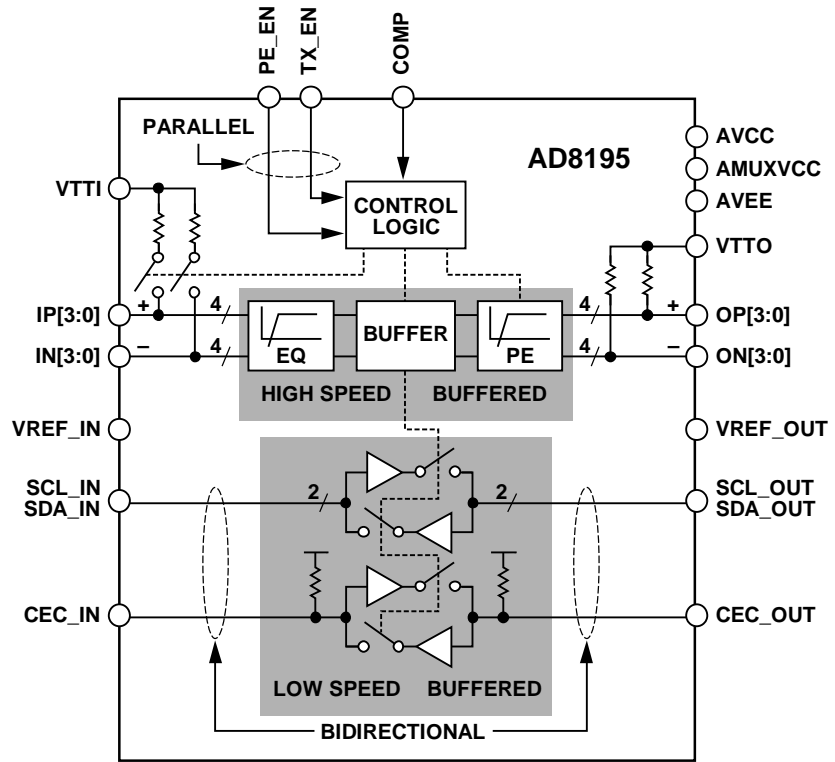 PE_EN
TX_EN
COMP
PARALLEL
AD8195
AVCC
AMUXVCC
AVEE
VTTI
CONTROL
LOGIC
VTTO
IP[3:0]
+
4
4
+
OP[3:0]
BUFFER
IN[3:0]
–
4
EQ
PE
4
–
ON[3:0]
HIGH SPEED
BUFFERED
VREF_IN
VREF_OUT
SCL_IN
SDA_IN
2
2
SCL_OUT
SDA_OUT
CEC_IN
CEC_OUT
LOW SPEED
BUFFERED
BIDIRECTIONAL